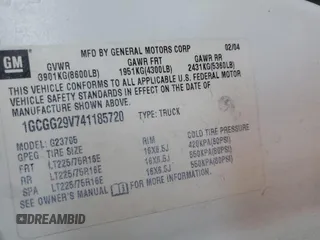 GM
MFD BY GENERAL MOTORS CORP 02/04
GVWR GAWR FRT GAWR RR
3901KG(8600LB) 1951KG(4300LB) 2431KG(5360LB)
THIS VEHICLE CONFORMS TO ALL APPLICABLE U.S. FEDERAL MOTOR
VEHICLE SAFETY STANDARDS IN EFFECT ON THE DATE OF
MANUFACTURE SHOWN ABOVE.
1GCGG29V741185720 TYPE: TRUCK
MODEL: G23705
QPEG TIRE SIZE RIM COLD TIRE PRESSURE
FRT LT225/75R16E 16X6.5J 420KPA(60PSI)
RR LT225/75R16E 16X6.5J 550KPA(80PSI)
SPA LT225/75R16E 16X6.5J 550KPA(80PSI)
SEE OWNER'S MANUAL FOR MORE INFORMATION.
RIDERBID